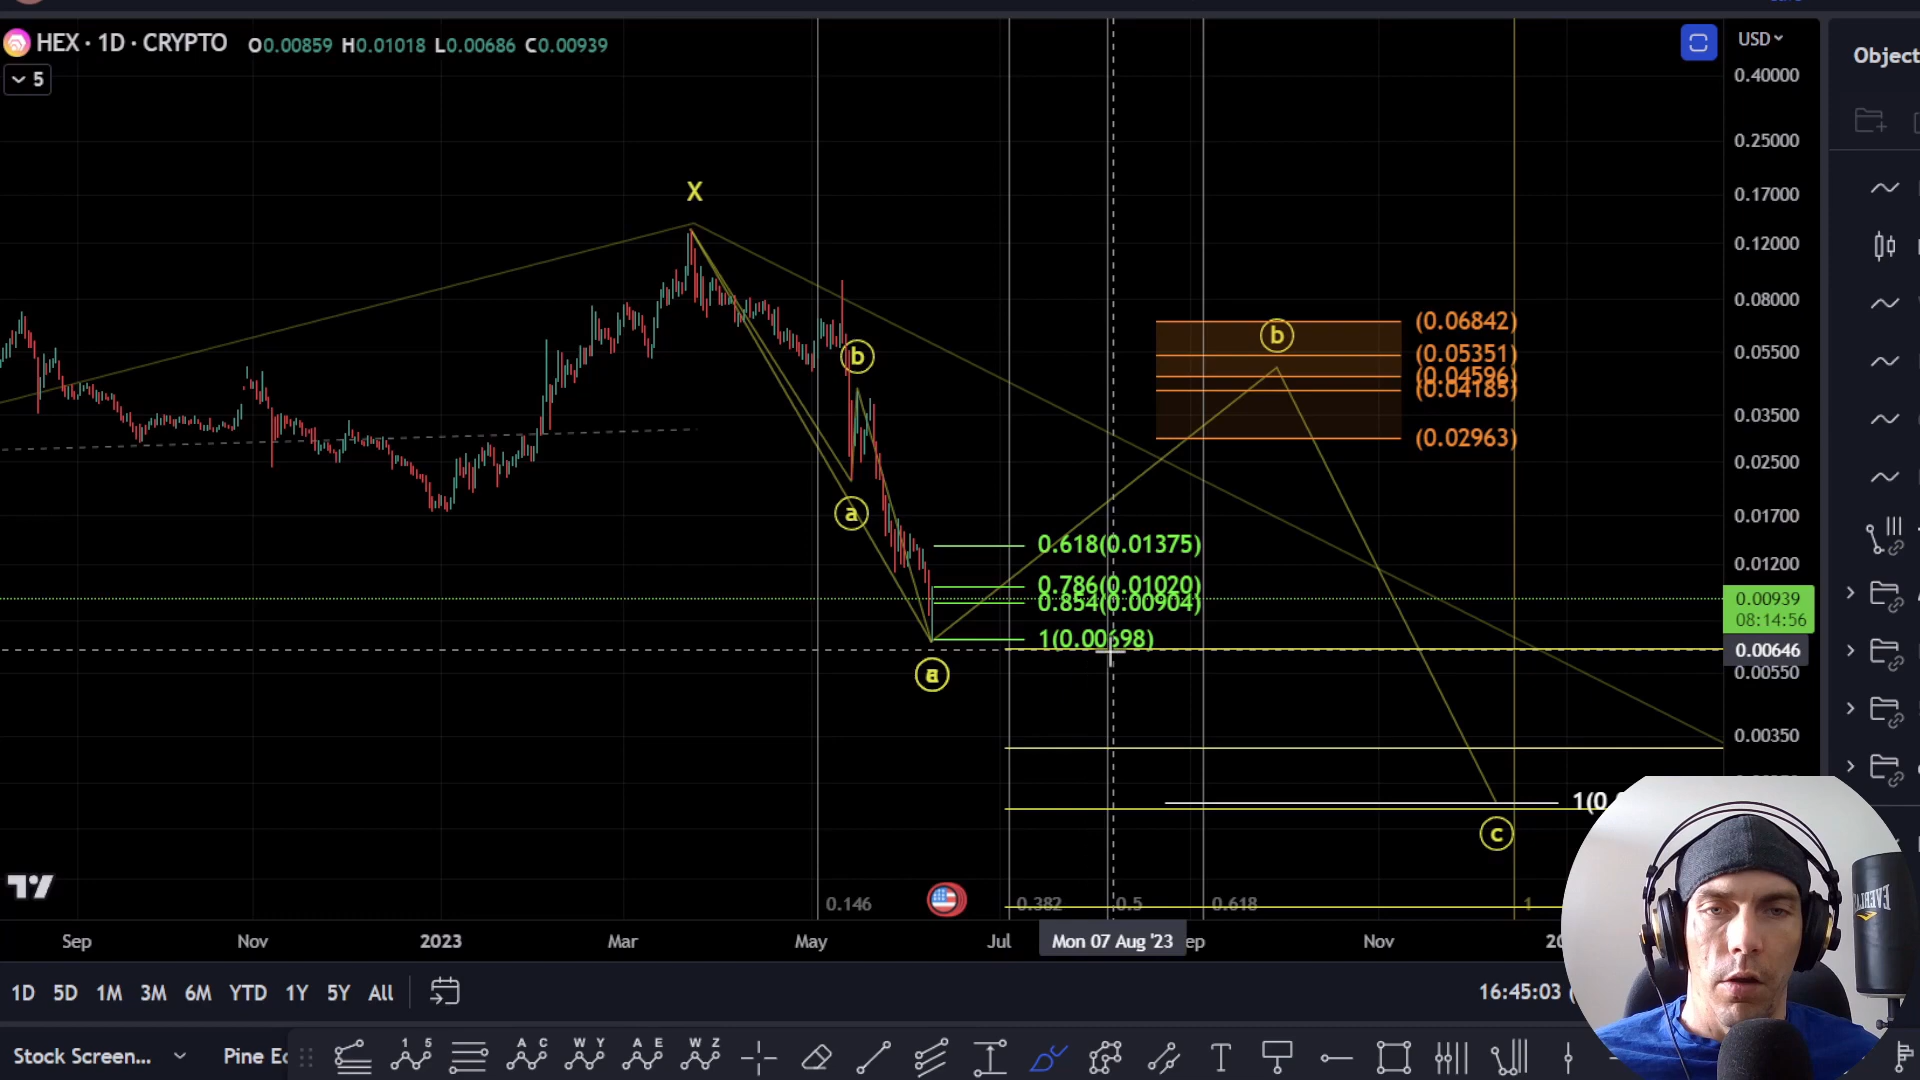 HEX · 1D · CRYPTO O0.00859 H0.01018 L0.00686 C0.00939
5
USD
Object
0.40000
0.25000
0.17000
0.12000
0.08000
0.05500
0.03500
0.02500
0.01700
0.01200
0.00939
08:14:56
0.00646
0.00550
0.00350
X
b
a
a
b
c
(0.06842)
(0.05351)
(0.04596)
(0.04185)
(0.02963)
0.618(0.01375)
0.786(0.01020)
0.854(0.00904)
1(0.00698)
1(0.
0.146
0.382
0.5
0.618
1
Sep Nov 2023 Mar May Jul Mon 07 Aug '23 ep Nov 20
1D 5D 1M 3M 6M YTD 1Y 5Y All
16:45:03 (
Stock Screen... Pine Ed
1 5
A C
W Y
A E
W Z
T
EVERLAS